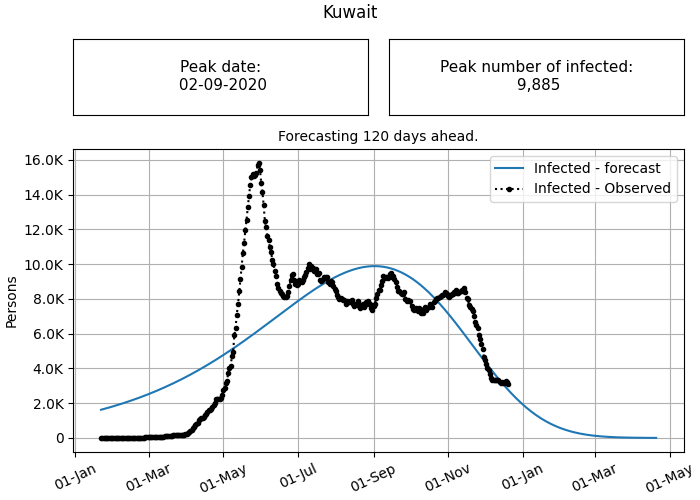 Kuwait
Peak date:
02-09-2020
Peak number of infected:
9,885
Forecasting 120 days ahead.
Infected - forecast
Infected - Observed
Persons
16.0K
14.0K
12.0K
10.0K
8.0K
6.0K
4.0K
2.0K
0
01-Jan
01-Mar
01-May
01-Jul
01-Sep
01-Nov
01-Jan
01-Mar
01-May